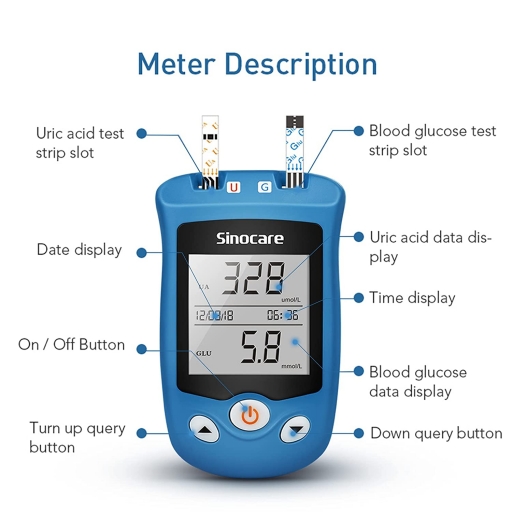 Meter Description
Uric acid test
strip slot
Blood glucose test
strip slot
U G
Sinocare
Date display
Uric acid data dis-
play
UA 328
umol/L
Time display
12/08/18 06:36
On / Off Button
GLU 5.8
mmol/L
Blood glucose
data display
Turn up query
button
Down query button